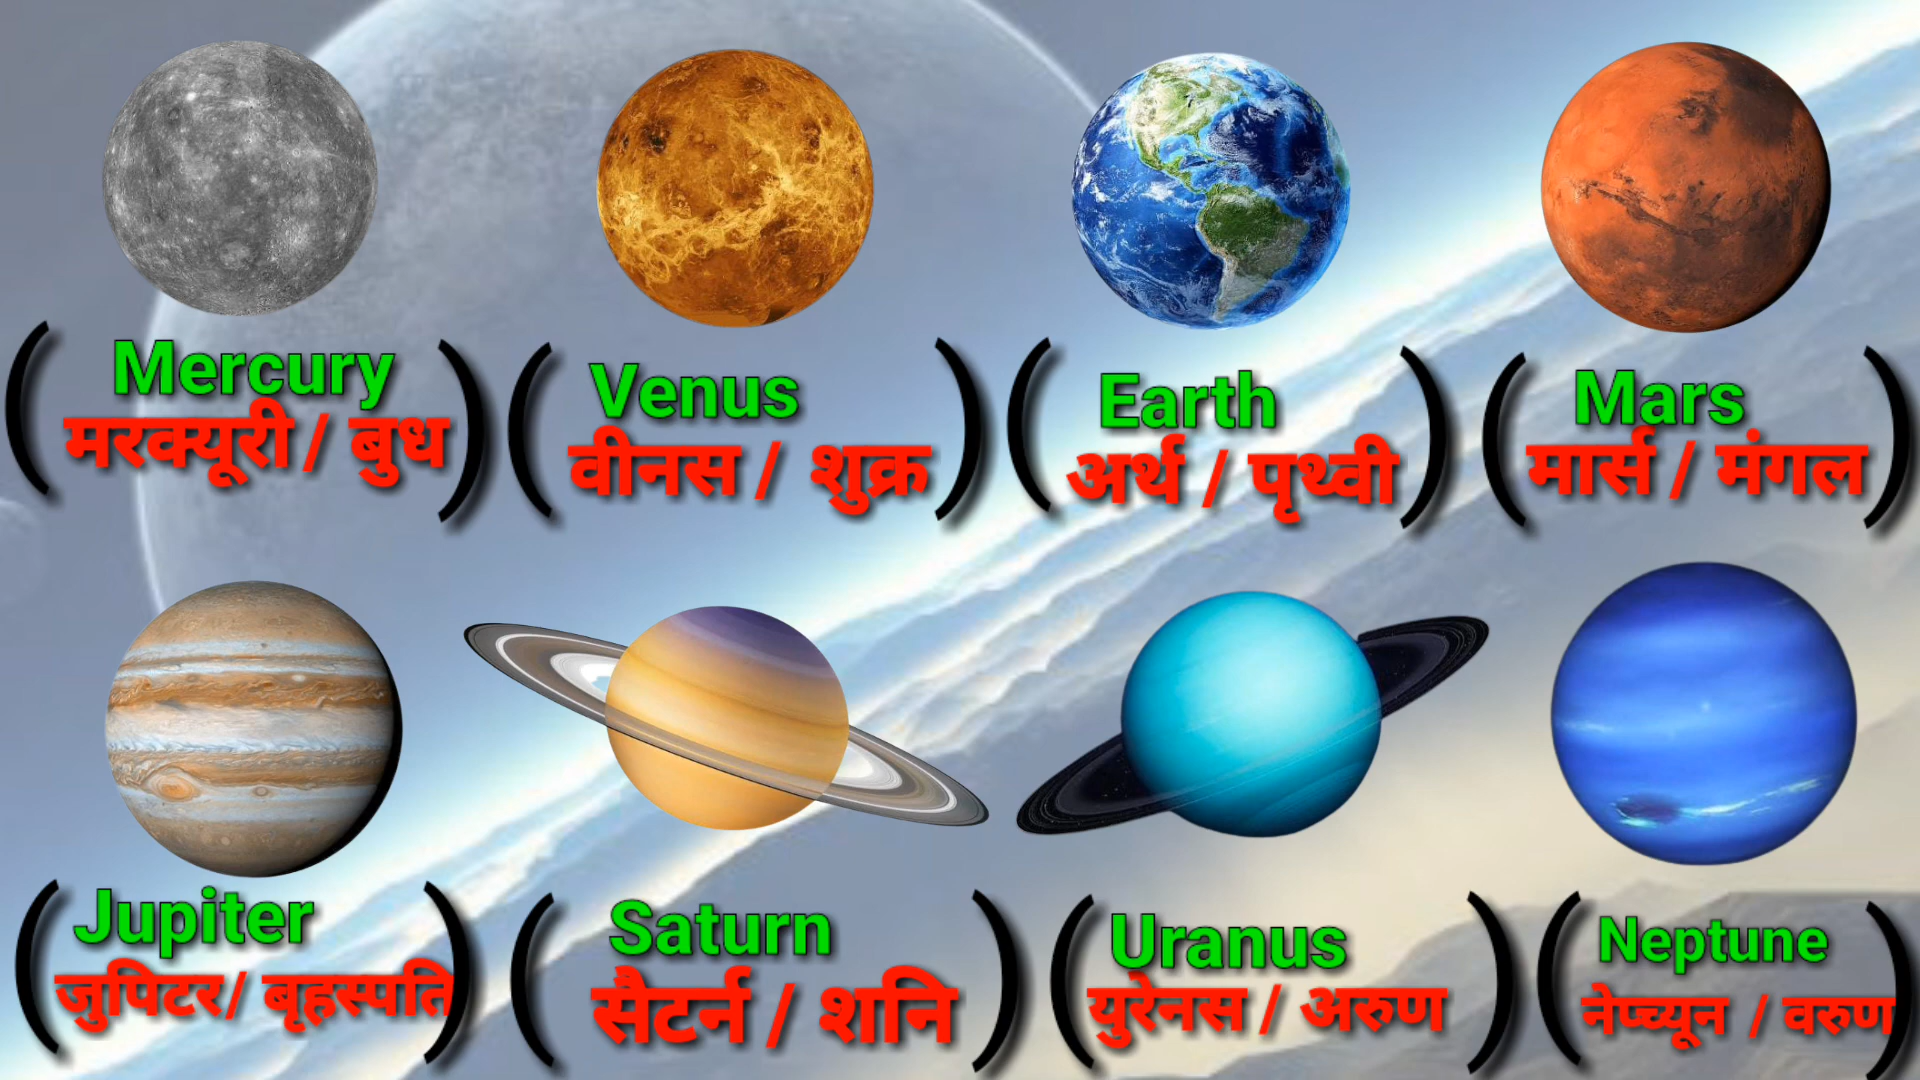 ( Mercury )
मरक्यूरी / बुध
( Venus )
वीनस / शुक्र
( Earth )
अर्थ / पृथ्वी
( Mars )
मार्स / मंगल
( Jupiter )
जुपिटर / बृहस्पति
( Saturn )
सैटर्न / शनि
( Uranus )
युरेनस / अरुण
( Neptune )
नेप्च्यून / वरुण